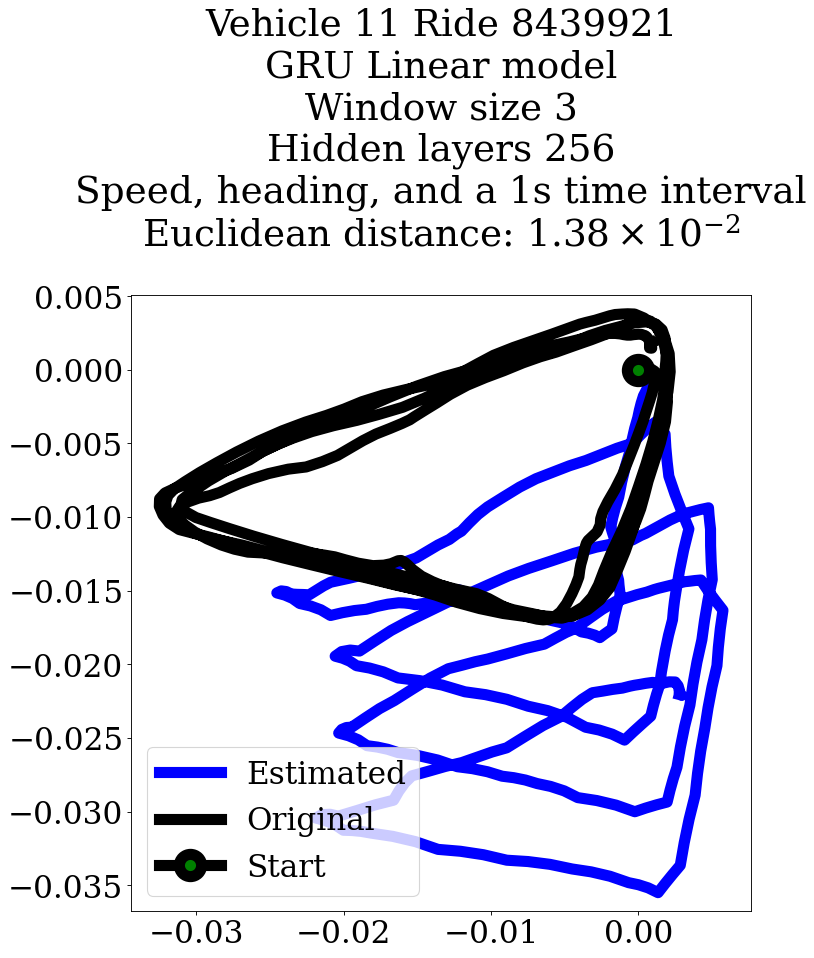 Vehicle 11 Ride 8439921
GRU Linear model
Window size 3
Hidden layers 256
Speed, heading, and a 1s time interval
Euclidean distance: 1.38 × 10⁻²
0.005
0.000
−0.005
−0.010
−0.015
−0.020
−0.025
−0.030
−0.035
Estimated
Original
Start
−0.03 −0.02 −0.01 0.00